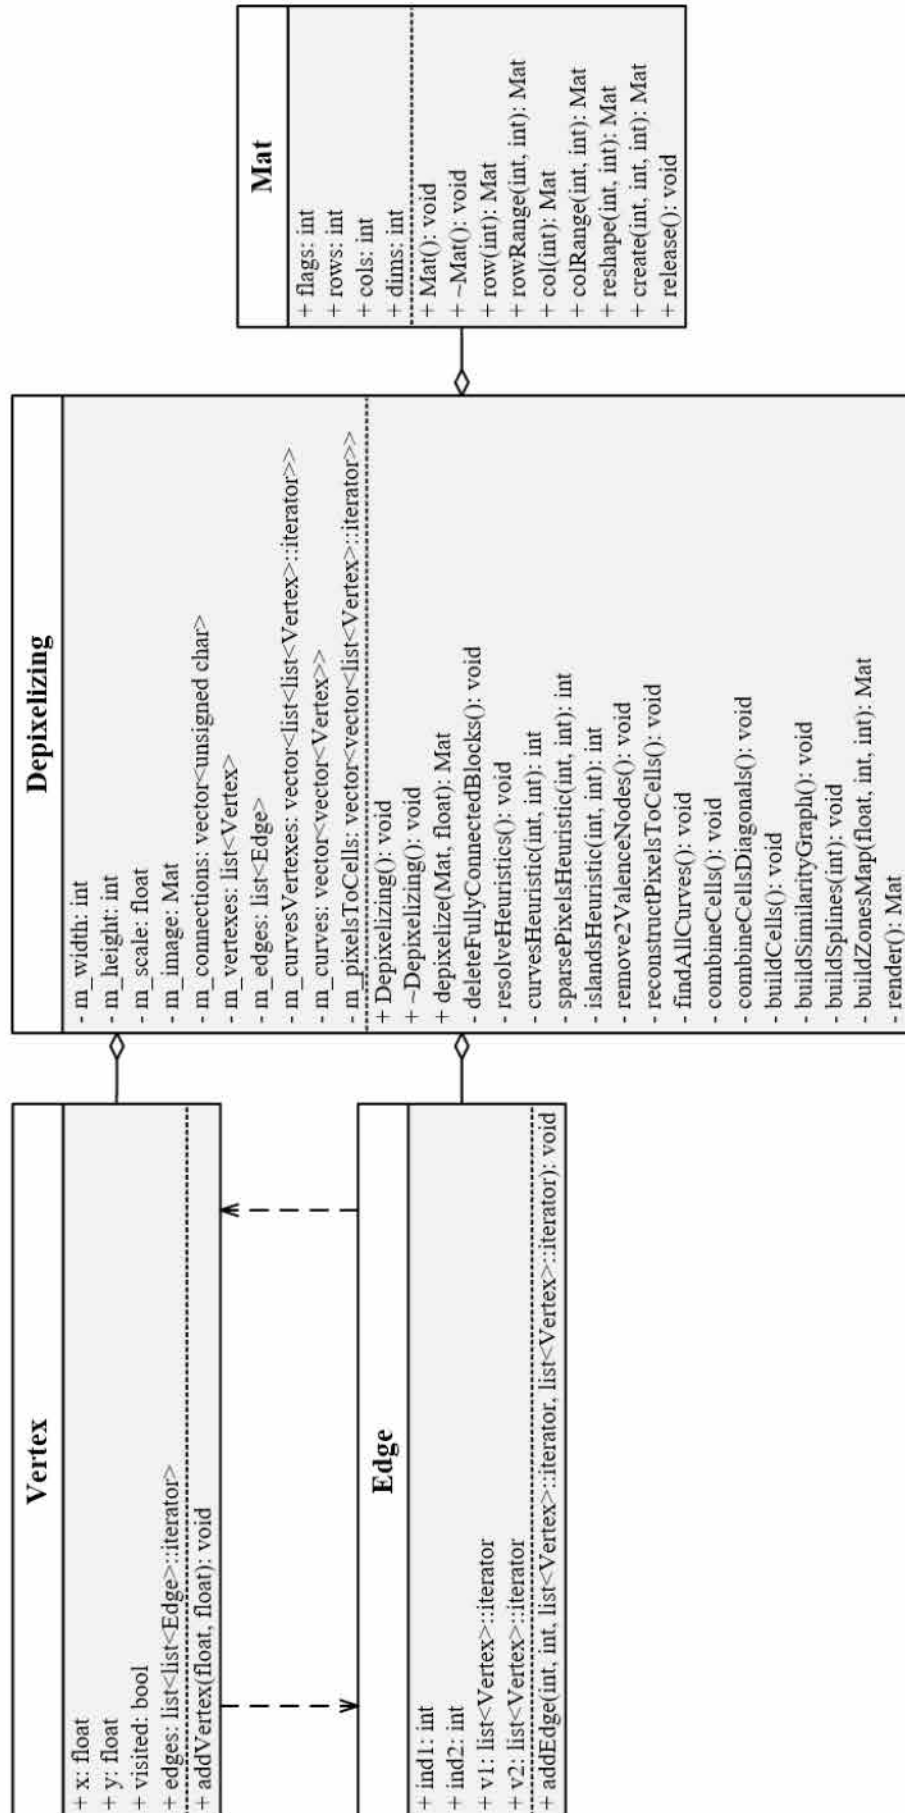 Vertex
+ x: float
+ y: float
+ visited: bool
+ edges: list<list<Edge>::iterator>
+ addVertex(float, float): void
Edge
+ ind1: int
+ ind2: int
+ v1: list<Vertex>::iterator
+ v2: list<Vertex>::iterator
+ addEdge(int, int, list<Vertex>::iterator, list<Vertex>::iterator): void
Depixelizing
- m_width: int
- m_height: int
- m_scale: float
- m_image: Mat
- m_connections: vector<unsigned char>
- m_vertexes: list<Vertex>
- m_edges: list<Edge>
- m_curvesVertexes: vector<list<list<Vertex>::iterator>>
- m_curves: vector<vector<Vertex>>
- m_pixelsToCells: vector<vector<list<Vertex>::iterator>>
+ Depixelizing(): void
+ ~Depixelizing(): void
+ depixelize(Mat, float): Mat
- deleteFullyConnectedBlocks(): void
- resolveHeuristics(): void
- curvesHeuristic(int, int): int
- sparsePixelsHeuristic(int, int): int
- islandsHeuristic(int, int): int
- remove2ValenceNodes(): void
- reconstructPixelsToCells(): void
- findAllCurves(): void
- combineCells(): void
- combineCellsDiagonals(): void
- buildCells(): void
- buildSimilarityGraph(): void
- buildSplines(int): void
- buildZonesMap(float, int, int): Mat
- render(): Mat
Mat
+ flags: int
+ rows: int
+ cols: int
+ dims: int
+ Mat(): void
+ ~Mat(): void
+ row(int): Mat
+ rowRange(int, int): Mat
+ col(int): Mat
+ colRange(int, int): Mat
+ reshape(int, int): Mat
+ create(int, int, int): Mat
+ release(): void